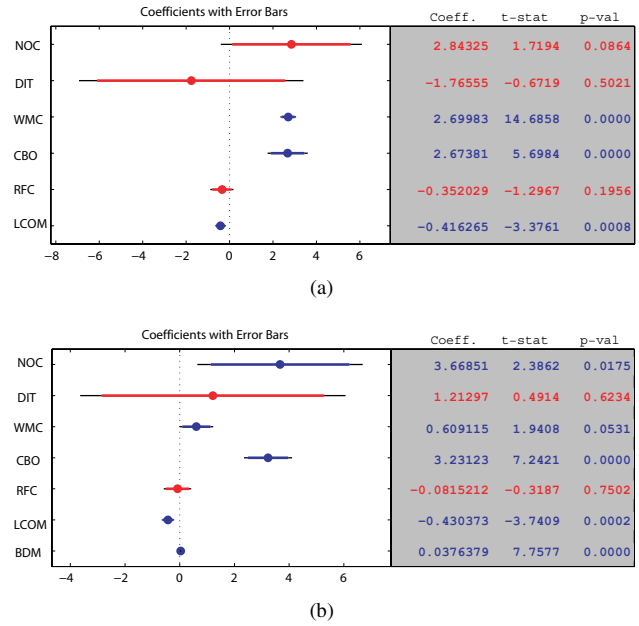 Coefficients with Error Bars
Coeff. t-stat p-val
NOC 2.84325 1.7194 0.0864
DIT -1.76555 -0.6719 0.5021
WMC 2.69983 14.6858 0.0000
CBO 2.67381 5.6984 0.0000
RFC -0.352029 -1.2967 0.1956
LCOM -0.416265 -3.3761 0.0008
−8 −6 −4 −2 0 2 4 6
(a)
Coefficients with Error Bars
Coeff. t-stat p-val
NOC 3.66851 2.3862 0.0175
DIT 1.21297 0.4914 0.6234
WMC 0.609115 1.9408 0.0531
CBO 3.23123 7.2421 0.0000
RFC -0.0815212 -0.3187 0.7502
LCOM -0.430373 -3.7409 0.0002
BDM 0.0376379 7.7577 0.0000
−4 −2 0 2 4 6
(b)